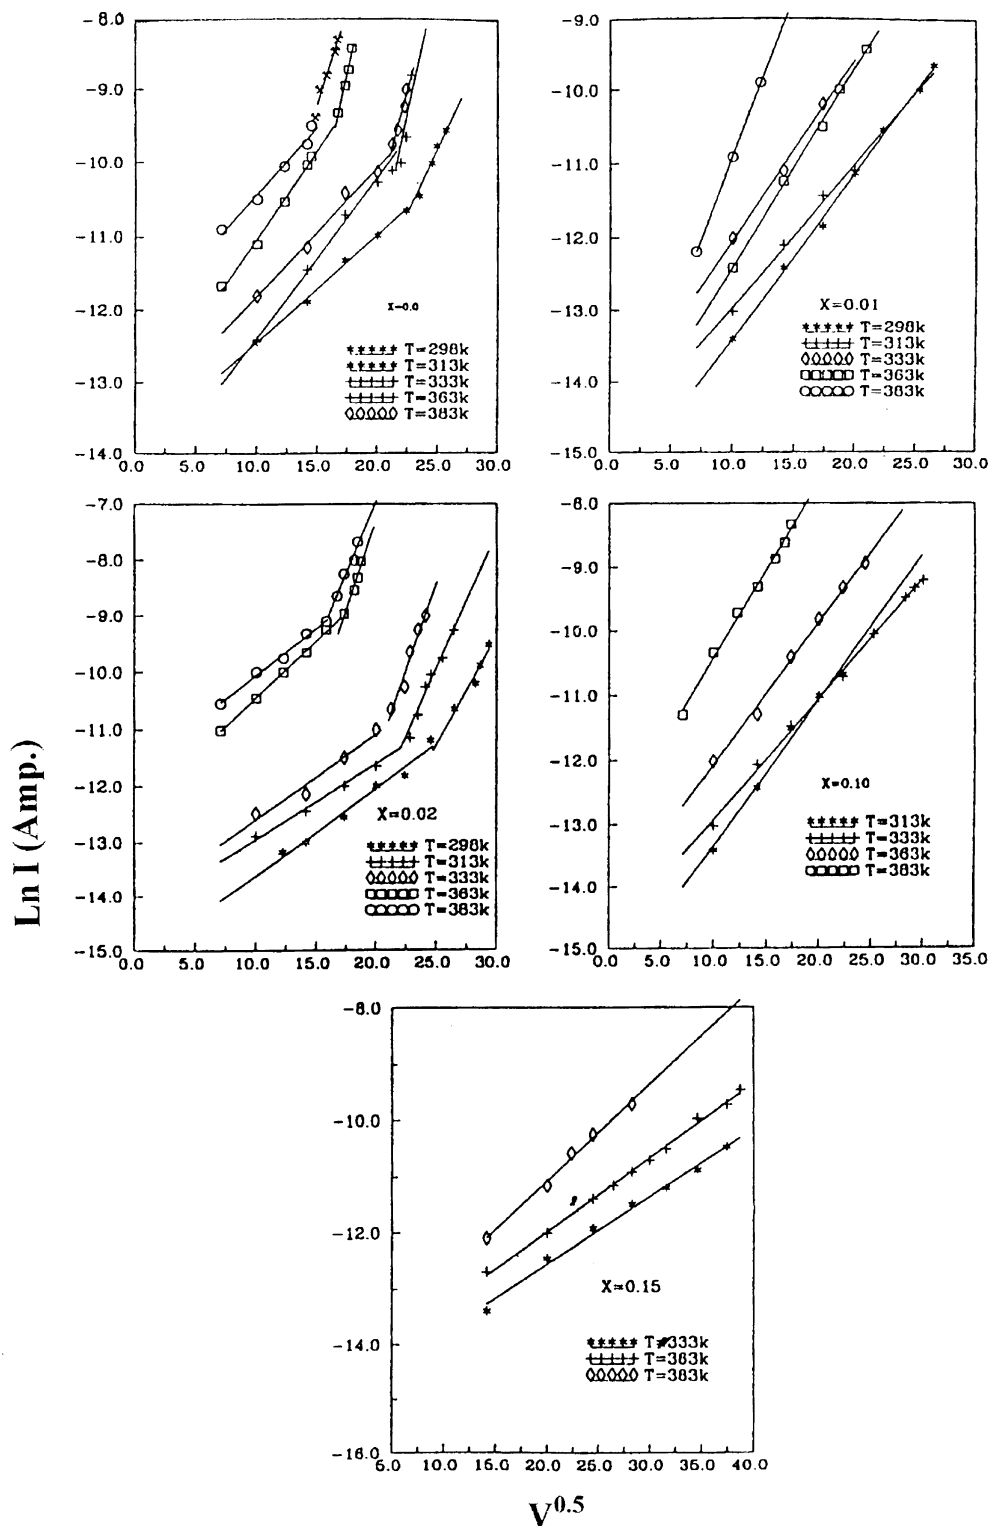 -8.0
-9.0
-10.0
-11.0
-12.0
-13.0
-14.0
0.0 5.0 10.0 15.0 20.0 25.0 30.0
X=0.0
T=298k
T=313k
T=333k
T=363k
T=383k
-9.0
-10.0
-11.0
-12.0
-13.0
-14.0
-15.0
0.0 5.0 10.0 15.0 20.0 25.0 30.0
X=0.01
T=298k
T=313k
T=333k
T=363k
T=383k
-7.0
-8.0
-9.0
-10.0
-11.0
-12.0
-13.0
-14.0
-15.0
0.0 5.0 10.0 15.0 20.0 25.0 30.0
X=0.02
T=298k
T=313k
T=333k
T=363k
T=383k
-8.0
-9.0
-10.0
-11.0
-12.0
-13.0
-14.0
-15.0
0.0 5.0 10.0 15.0 20.0 25.0 30.0 35.0
X=0.10
T=313k
T=333k
T=363k
T=383k
-8.0
-10.0
-12.0
-14.0
-16.0
5.0 10.0 15.0 20.0 25.0 30.0 35.0 40.0
X=0.15
T=333k
T=363k
T=383k
Ln I (Amp.)
V0.5